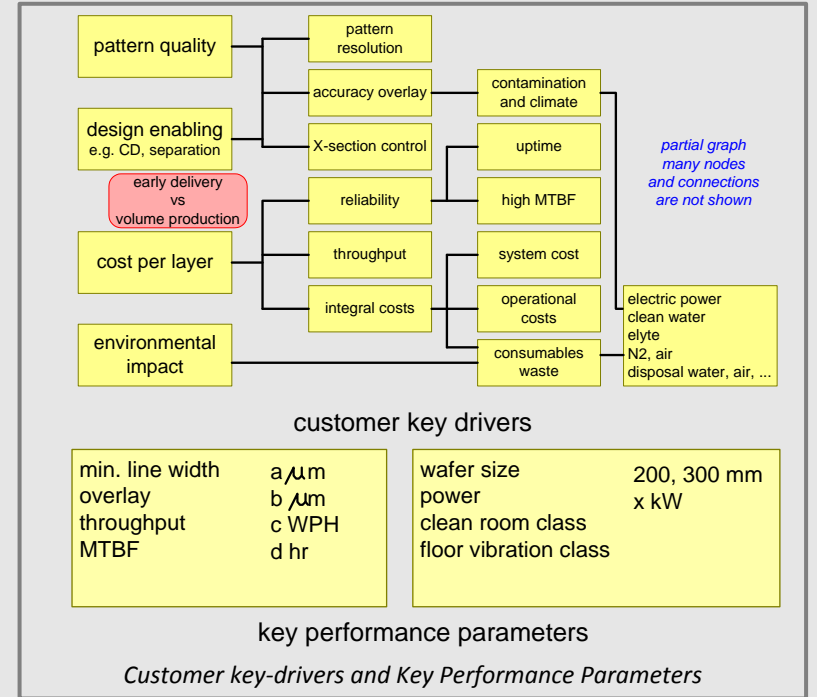 pattern quality
pattern
resolution
accuracy overlay
contamination
and climate
design enabling
e.g. CD, separation
X-section control
uptime
partial graph
many nodes
and connections
are not shown
early delivery
vs
volume production
reliability
high MTBF
cost per layer
throughput
system cost
integral costs
operational
costs
environmental
impact
consumables
waste
electric power
clean water
elyte
N2, air
disposal water, air, ...
customer key drivers
min. line width a μm
overlay b μm
throughput c WPH
MTBF d hr
wafer size 200, 300 mm
power x kW
clean room class
floor vibration class
key performance parameters
Customer key-drivers and Key Performance Parameters